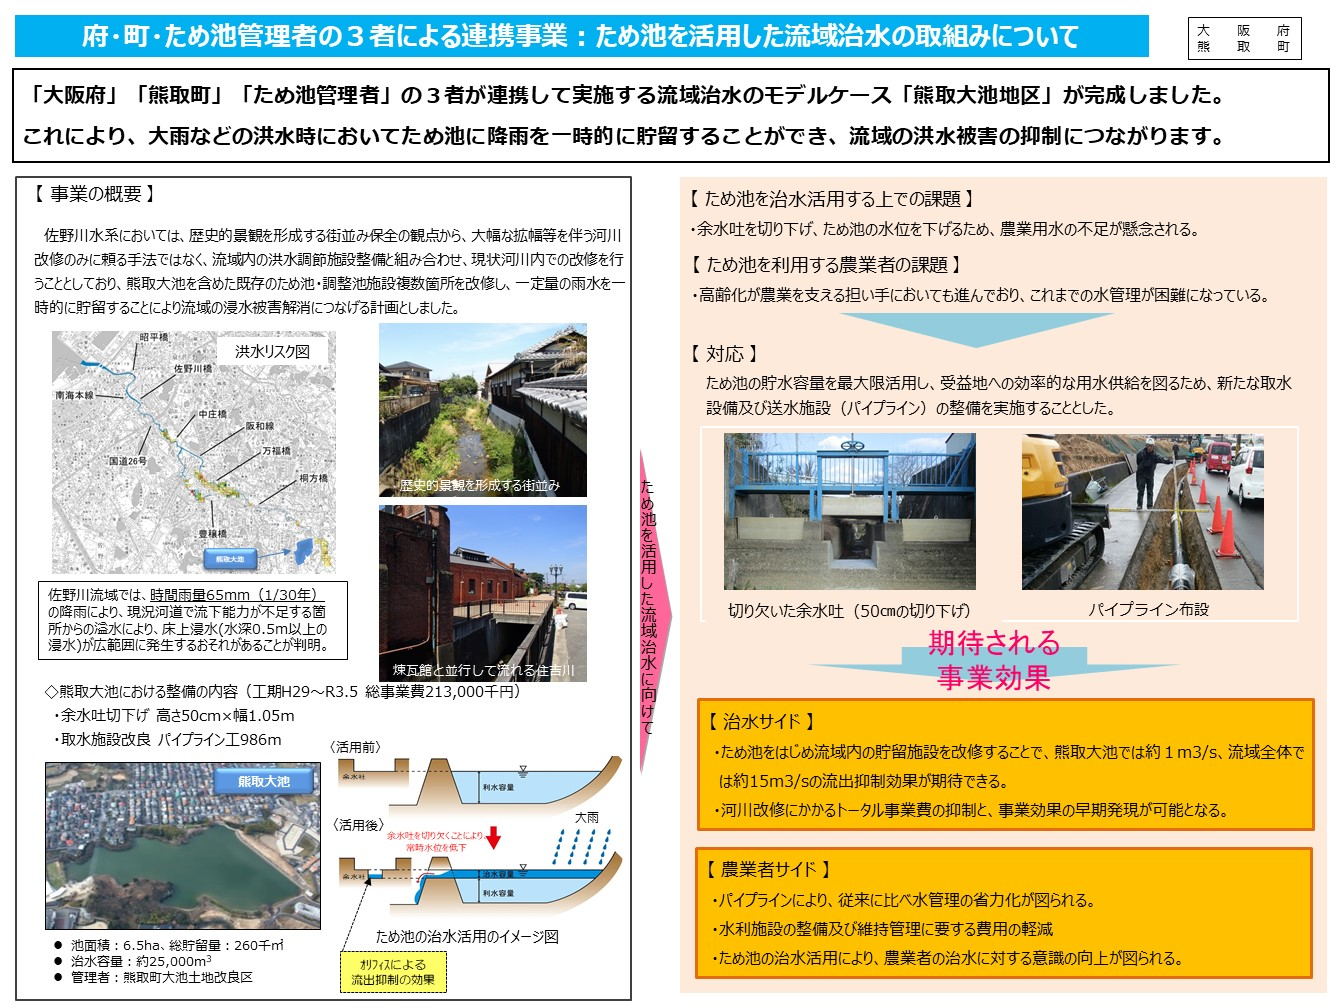 府・町・ため池管理者の３者による連携事業：ため池を活用した流域治水の取組みについて
大阪府
熊取町
「大阪府」「熊取町」「ため池管理者」の３者が連携して実施する流域治水のモデルケース「熊取大池地区」が完成しました。
これにより、大雨などの洪水時においてため池に降雨を一時的に貯留することができ、流域の洪水被害の抑制につながります。
【 事業の概要 】
佐野川水系においては、歴史的景観を形成する街並み保全の観点から、大幅な拡幅等を伴う河川
改修のみに頼る手法ではなく、流域内の洪水調節施設整備と組み合わせ、現状河川内での改修を行
うこととしており、熊取大池を含めた既存のため池・調整池施設複数箇所を改修し、一定量の雨水を一
時的に貯留することにより流域の浸水被害解消につなげる計画としました。
洪水リスク図
昭平橋
佐野川橋
南海本線
中庄橋
阪和線
万福橋
国道26号
桐方橋
豊穣橋
熊取大池
歴史的景観を形成する街並み
煉瓦館と並行して流れる住吉川
佐野川流域では、時間雨量65mm（1/30年）
の降雨により、現況河道で流下能力が不足する箇
所からの溢水により、床上浸水(水深0.5m以上の
浸水)が広範囲に発生するおそれがあることが判明。
◇熊取大池における整備の内容（工期H29～R3.5 総事業費213,000千円）
・余水吐切下げ 高さ50cm×幅1.05m
・取水施設改良 パイプライン工986m
熊取大池
● 池面積：6.5ha、総貯留量：260千㎥
● 治水容量：約25,000m3
● 管理者：熊取町大池土地改良区
〈活用前〉
余水吐
利水容量
〈活用後〉
余水吐を切り欠くことにより、
常時水位を低下
大雨
余水吐
治水容量
利水容量
ため池の治水活用のイメージ図
ｵﾘﾌｨｽによる
流出抑制の効果
ため池を活用した流域治水に向けて
【 ため池を治水活用する上での課題 】
・余水吐を切り下げ、ため池の水位を下げるため、農業用水の不足が懸念される。
【 ため池を利用する農業者の課題 】
・高齢化が農業を支える担い手においても進んでおり、これまでの水管理が困難になっている。
【 対応 】
ため池の貯水容量を最大限活用し、受益地への効率的な用水供給を図るため、新たな取水
設備及び送水施設（パイプライン）の整備を実施することとした。
切り欠いた余水吐（50㎝の切り下げ）
パイプライン布設
期待される
事業効果
【 治水サイド 】
・ため池をはじめ流域内の貯留施設を改修することで、熊取大池では約１m3/s、流域全体で
は約15m3/sの流出抑制効果が期待できる。
・河川改修にかかるトータル事業費の抑制と、事業効果の早期発現が可能となる。
【 農業者サイド 】
・パイプラインにより、従来に比べ水管理の省力化が図られる。
・水利施設の整備及び維持管理に要する費用の軽減
・ため池の治水活用により、農業者の治水に対する意識の向上が図られる。